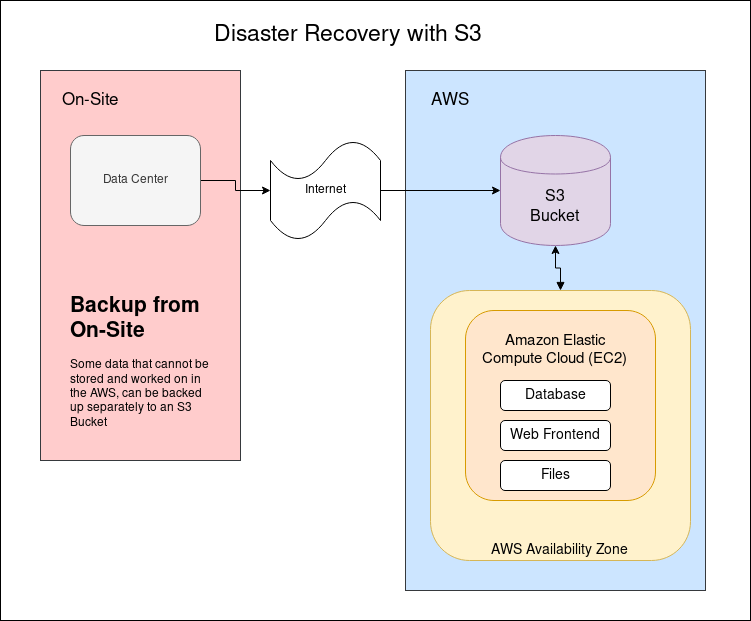 Disaster Recovery with S3
On-Site
Data Center
Backup from
On-Site
Some data that cannot be
stored and worked on in
the AWS, can be backed
up separately to an S3
Bucket
Internet
AWS
S3
Bucket
Amazon Elastic
Compute Cloud (EC2)
Database
Web Frontend
Files
AWS Availability Zone